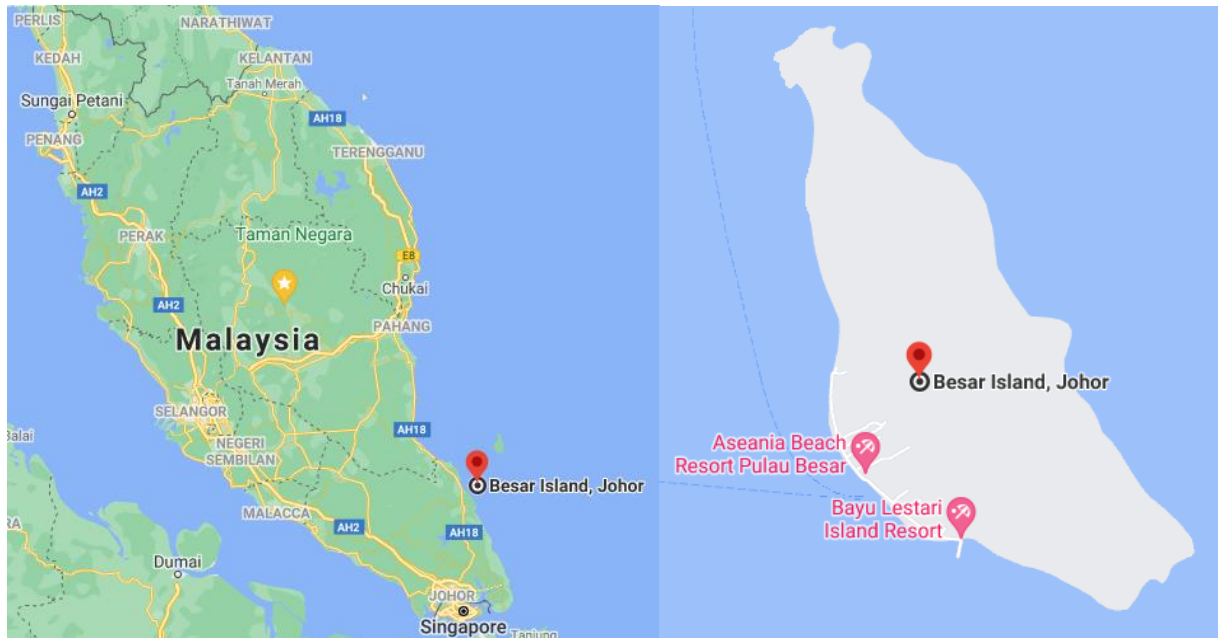 PERLIS
NARATHIWAT
KEDAH
KELANTAN
Tanah Merah
Sungai Petani
AH18
PENANG
TERENGGANU
AH2
PERAK
Taman Negara
E8
Chukai
AH2
PAHANG
Malaysia
SELANGOR
AH18
NEGERI
SEMBILAN
Balai
Besar Island, Johor
MALACCA
AH2
AH18
RA
Dumai
JOHOR
Singapore
Tanjung
Besar Island, Johor
Aseania Beach
Resort Pulau Besar
Bayu Lestari
Island Resort